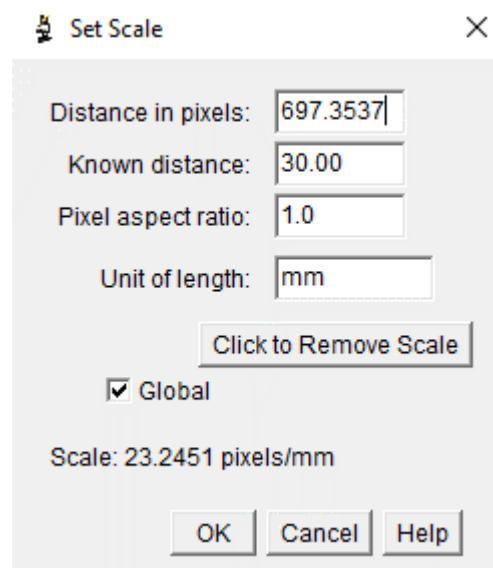 Set Scale
Distance in pixels: 697.3537
Known distance: 30.00
Pixel aspect ratio: 1.0
Unit of length: mm
Click to Remove Scale
Global
Scale: 23.2451 pixels/mm
OK Cancel Help